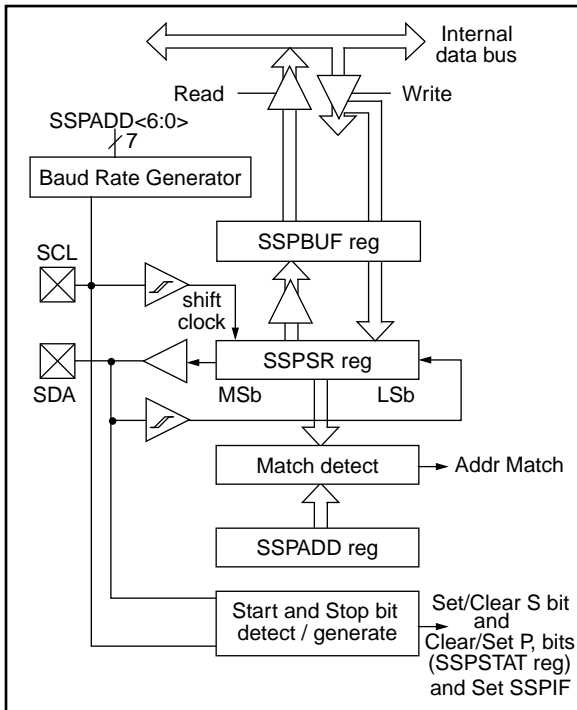 Internal
data bus
Read
Write
SSPADD<6:0>
7
Baud Rate Generator
SSPBUF reg
SCL
shift
clock
SSPSR reg
SDA
MSb
LSb
Match detect
Addr Match
SSPADD reg
Start and Stop bit
detect / generate
Set/Clear S bit
and
Clear/Set P, bits
(SSPSTAT reg)
and Set SSPIF